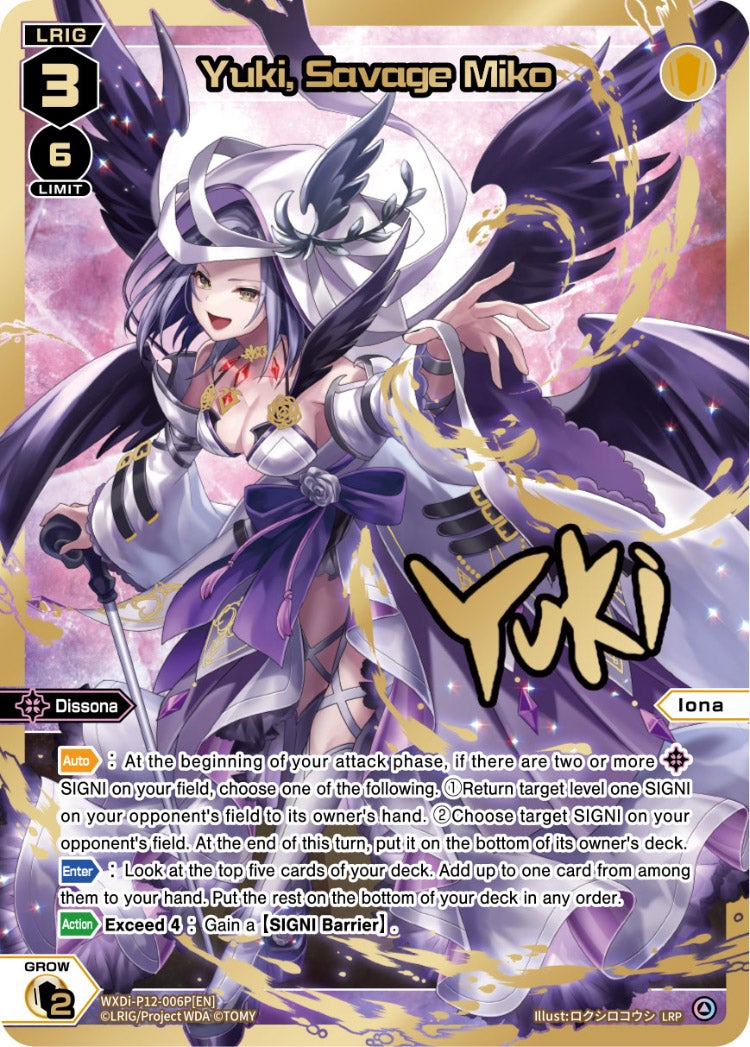 LRIG
3
Yuki, Savage Miko
6
LIMIT
Yuki
Dissona
Iona
Auto : At the beginning of your attack phase, if there are two or more
SIGNI on your field, choose one of the following. ①Return target level one SIGNI
on your opponent's field to its owner's hand. ②Choose target SIGNI on your
opponent's field. At the end of this turn, put it on the bottom of its owner's deck.
Enter : Look at the top five cards of your deck. Add up to one card from among
them to your hand. Put the rest on the bottom of your deck in any order.
Action Exceed 4 : Gain a 【SIGNI Barrier】.
GROW
2
WXDi-P12-006P[EN]
©LRIG/Project WDA ©TOMY
Illust:ロクシロコウシ LRP